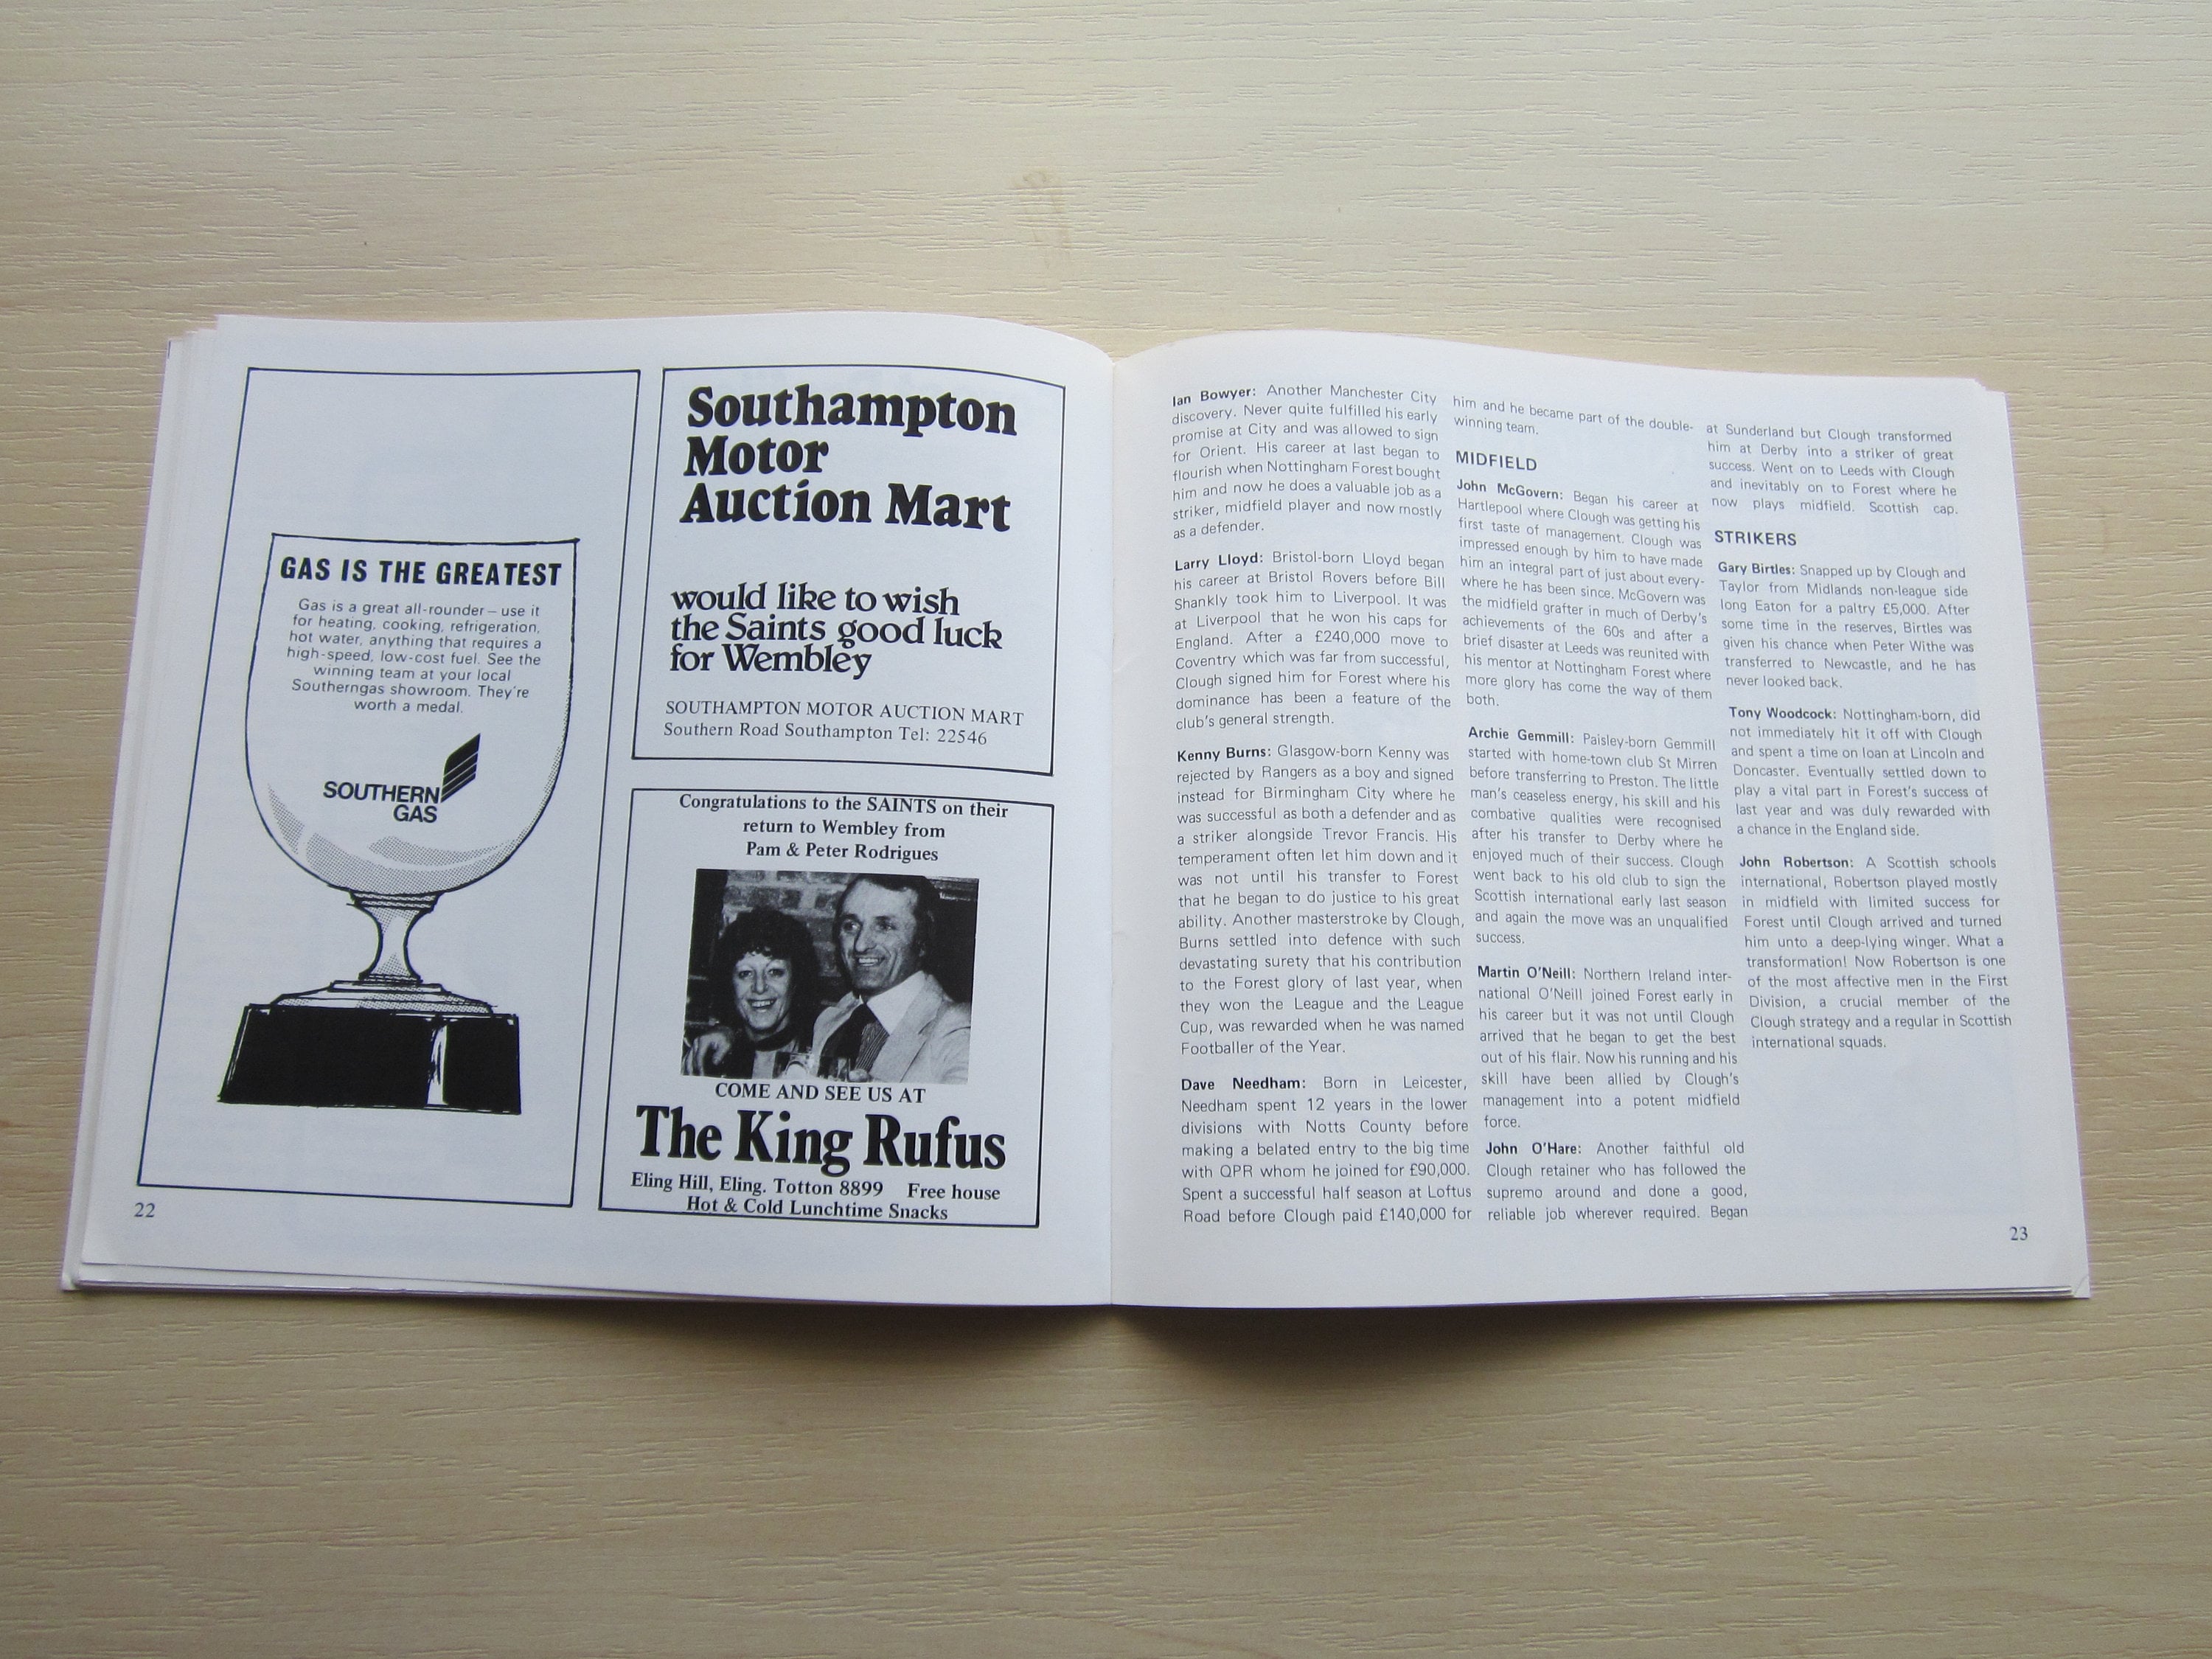 GAS IS THE GREATEST
Gas is a great all-rounder – use it
for heating, cooking, refrigeration,
hot water, anything that requires a
high-speed, low-cost fuel. See the
winning team at your local
Southerngas showroom. They're
worth a medal.
SOUTHERN
GAS
22
Southampton
Motor
Auction Mart
would like to wish
the Saints good luck
for Wembley
SOUTHAMPTON MOTOR AUCTION MART
Southern Road Southampton Tel: 22546
Congratulations to the SAINTS on their
return to Wembley from
Pam & Peter Rodrigues
COME AND SEE US AT
The King Rufus
Eling Hill, Eling. Totton 8899 Free house
Hot & Cold Lunchtime Snacks
Ian Bowyer: Another Manchester City
discovery. Never quite fulfilled his early
promise at City and was allowed to sign
for Orient. His career at last began to
flourish when Nottingham Forest bought
him and now he does a valuable job as a
striker, midfield player and now mostly
as a defender.
Larry Lloyd: Bristol-born Lloyd began
his career at Bristol Rovers before Bill
Shankly took him to Liverpool. It was
at Liverpool that he won his caps for
England. After a £240,000 move to
Coventry which was far from successful,
Clough signed him for Forest where his
dominance has been a feature of the
club's general strength.
Kenny Burns: Glasgow-born Kenny was
rejected by Rangers as a boy and signed
instead for Birmingham City where he
was successful as both a defender and as
a striker alongside Trevor Francis. His
temperament often let him down and it
was not until his transfer to Forest
that he began to do justice to his great
ability. Another masterstroke by Clough,
Burns settled into defence with such
devastating surety that his contribution
to the Forest glory of last year, when
they won the League and the League
Cup, was rewarded when he was named
Footballer of the Year.
Dave Needham: Born in Leicester,
Needham spent 12 years in the lower
divisions with Notts County before
making a belated entry to the big time
with QPR whom he joined for £90,000.
Spent a successful half season at Loftus
Road before Clough paid £140,000 for
him and he became part of the double-
winning team.
MIDFIELD
John McGovern: Began his career at
Hartlepool where Clough was getting his
first taste of management. Clough was
impressed enough by him to have made
him an integral part of just about every-
where he has been since. McGovern was
the midfield grafter in much of Derby's
achievements of the 60s and after a
brief disaster at Leeds was reunited with
his mentor at Nottingham Forest where
more glory has come the way of them
both.
Archie Gemmill: Paisley-born Gemmill
started with home-town club St Mirren
before transferring to Preston. The little
man's ceaseless energy, his skill and his
combative qualities were recognised
after his transfer to Derby where he
enjoyed much of their success. Clough
went back to his old club to sign the
Scottish international early last season
and again the move was an unqualified
success.
Martin O'Neill: Northern Ireland inter-
national O'Neill joined Forest early in
his career but it was not until Clough
arrived that he began to get the best
out of his flair. Now his running and his
skill have been allied by Clough's
management into a potent midfield
force.
John O'Hare: Another faithful old
Clough retainer who has followed the
supremo around and done a good,
reliable job wherever required. Began
at Sunderland but Clough transformed
him at Derby into a striker of great
success. Went on to Leeds with Clough
and inevitably on to Forest where he
now plays midfield. Scottish cap.
STRIKERS
Gary Birtles: Snapped up by Clough and
Taylor from Midlands non-league side
long Eaton for a paltry £5,000. After
some time in the reserves, Birtles was
given his chance when Peter Withe was
transferred to Newcastle, and he has
never looked back.
Tony Woodcock: Nottingham-born, did
not immediately hit it off with Clough
and spent a time on loan at Lincoln and
Doncaster. Eventually settled down to
play a vital part in Forest's success of
last year and was duly rewarded with
a chance in the England side.
John Robertson: A Scottish schools
international, Robertson played mostly
in midfield with limited success for
Forest until Clough arrived and turned
him unto a deep-lying winger. What a
transformation! Now Robertson is one
of the most affective men in the First
Division, a crucial member of the
Clough strategy and a regular in Scottish
international squads.
23